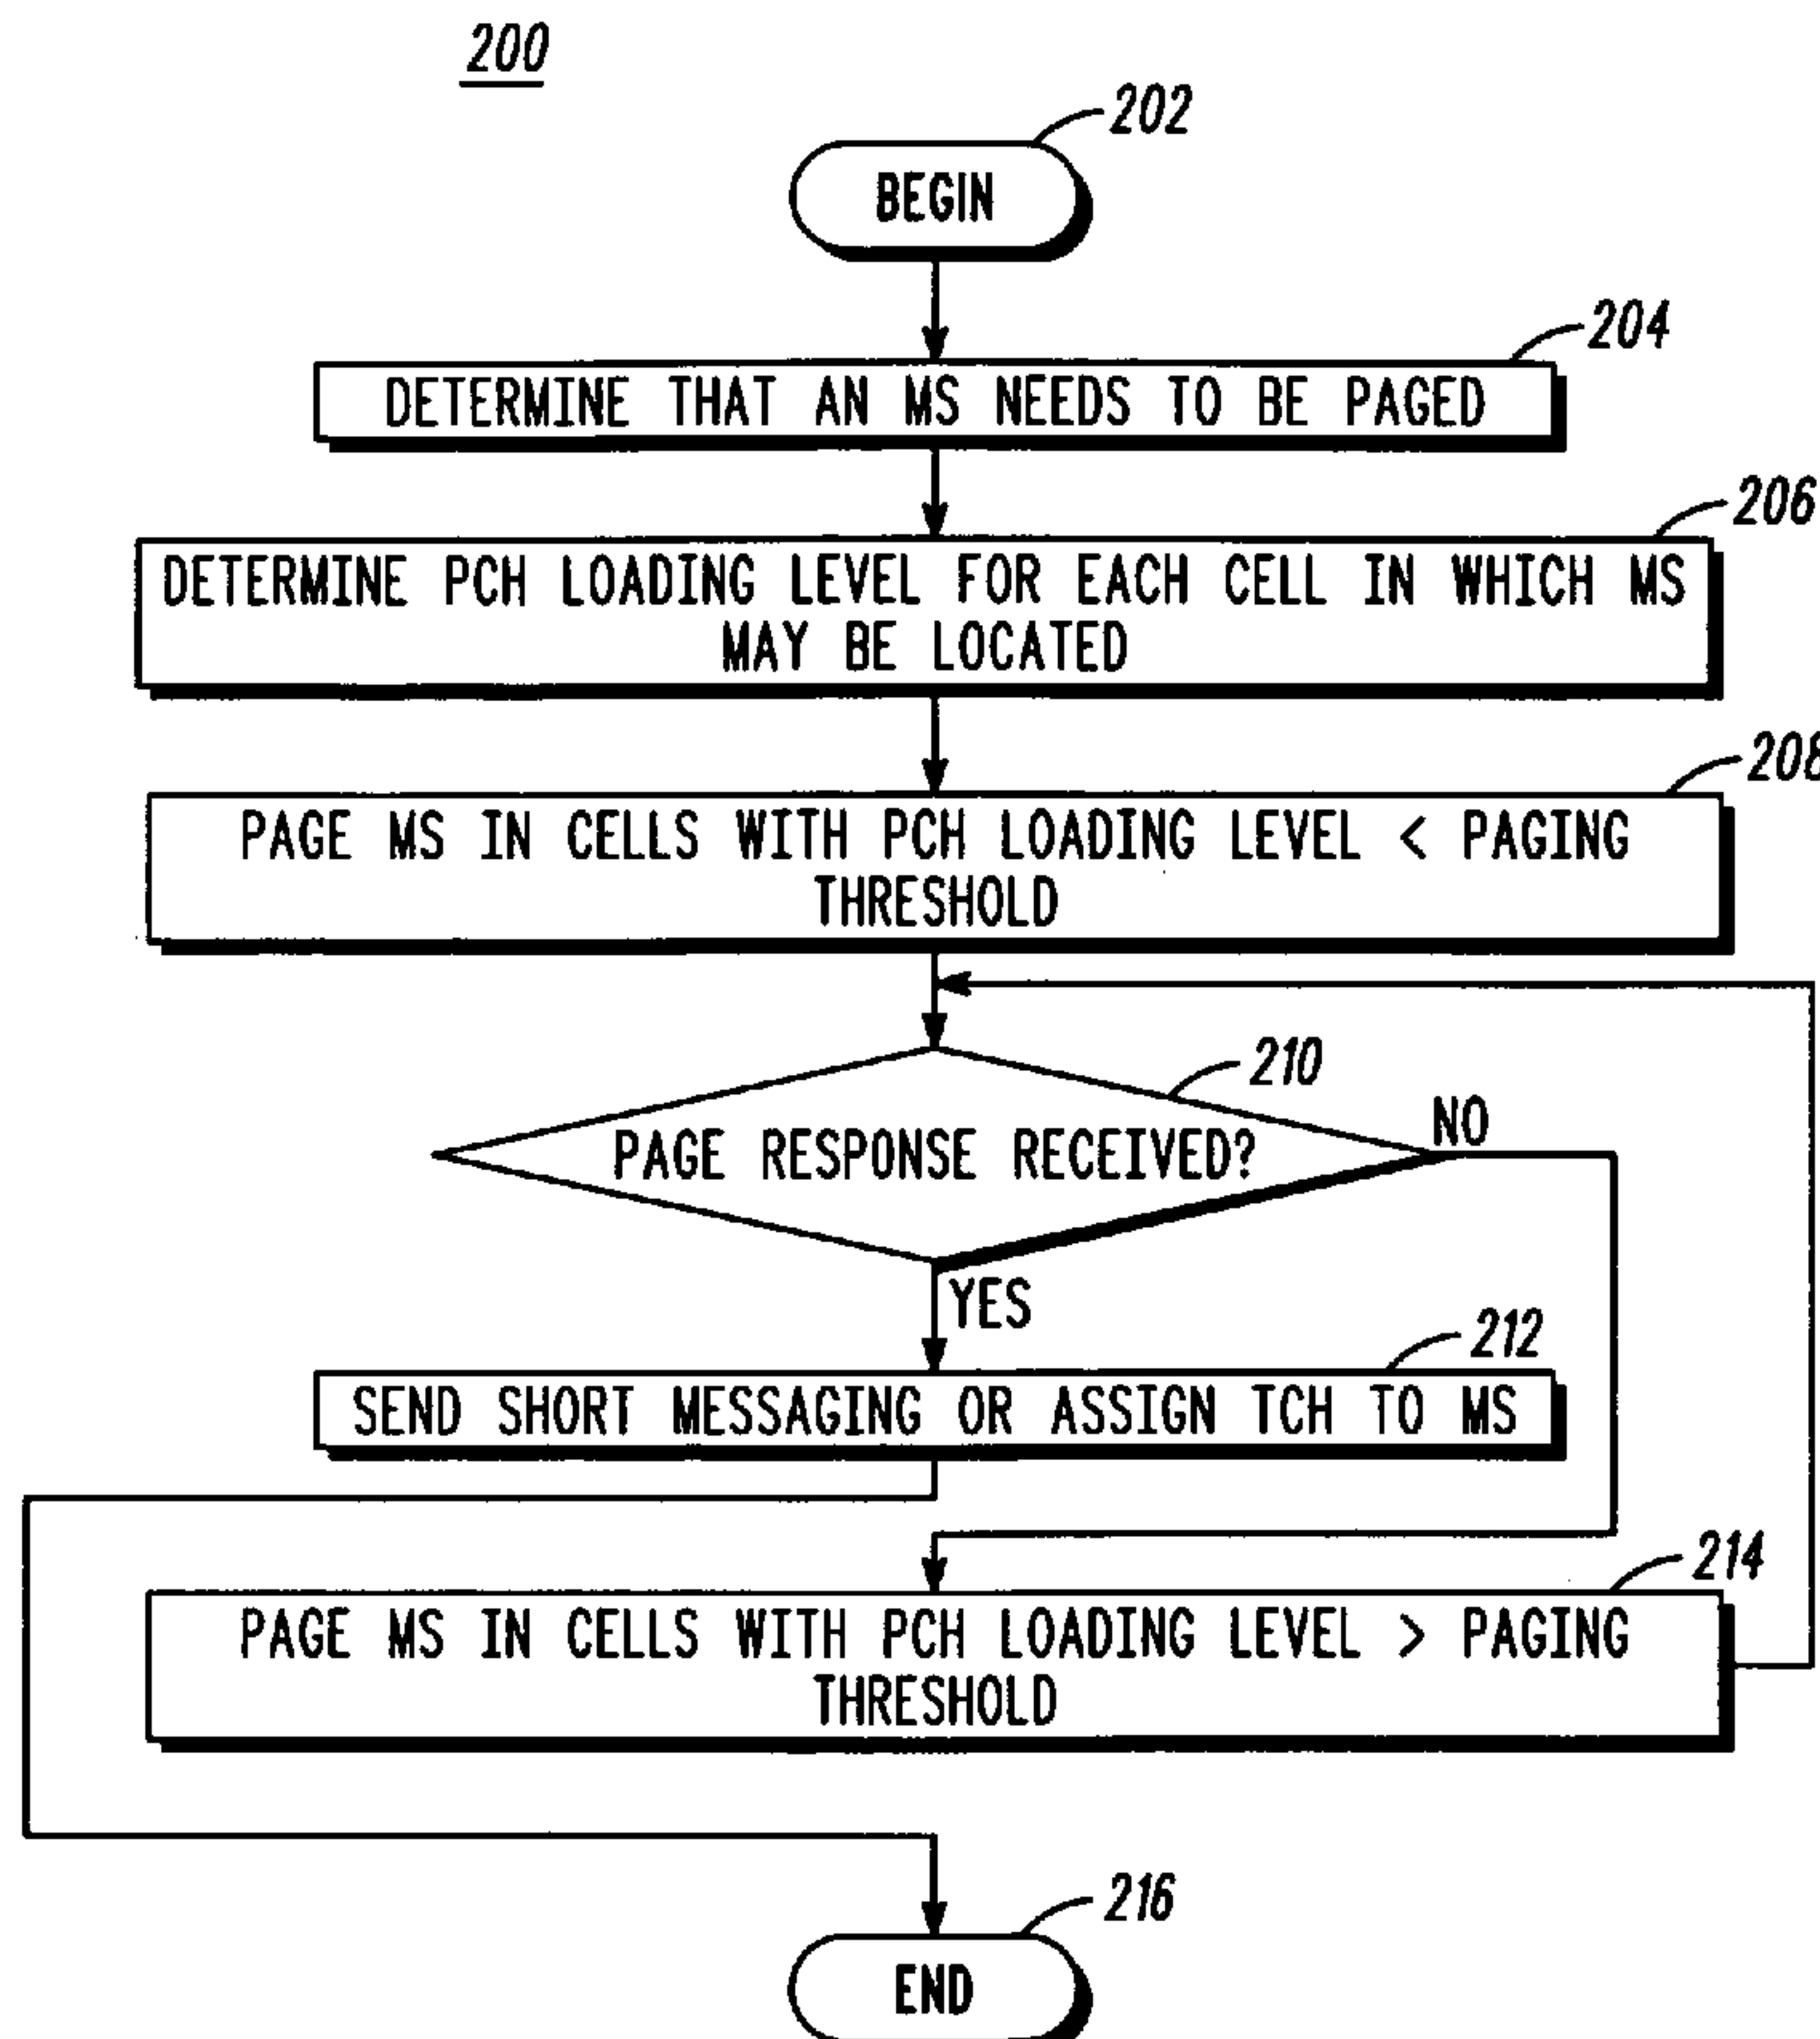 200
202
BEGIN
204
DETERMINE THAT AN MS NEEDS TO BE PAGED
206
DETERMINE PCH LOADING LEVEL FOR EACH CELL IN WHICH MS
MAY BE LOCATED
208
PAGE MS IN CELLS WITH PCH LOADING LEVEL < PAGING
THRESHOLD
210
NO
PAGE RESPONSE RECEIVED?
YES
212
SEND SHORT MESSAGING OR ASSIGN TCH TO MS
214
PAGE MS IN CELLS WITH PCH LOADING LEVEL > PAGING
THRESHOLD
216
END